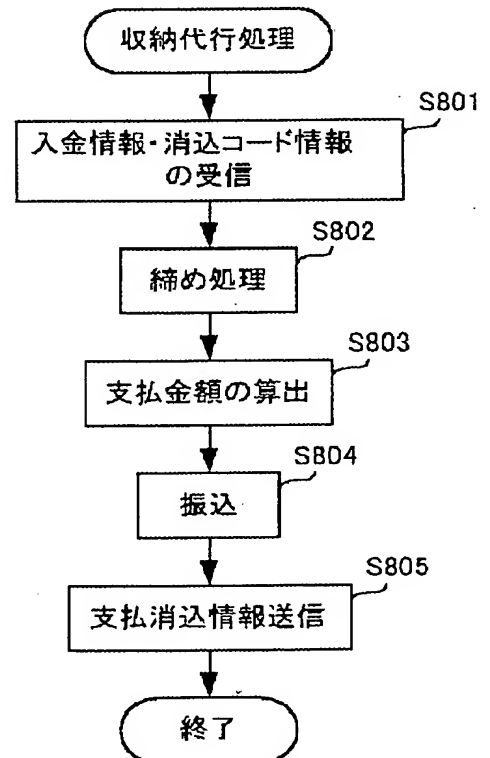 収納代行処理
S801
入金情報・消込コード情報
の受信
S802
締め処理
S803
支払金額の算出
S804
振込
S805
支払消込情報送信
終了